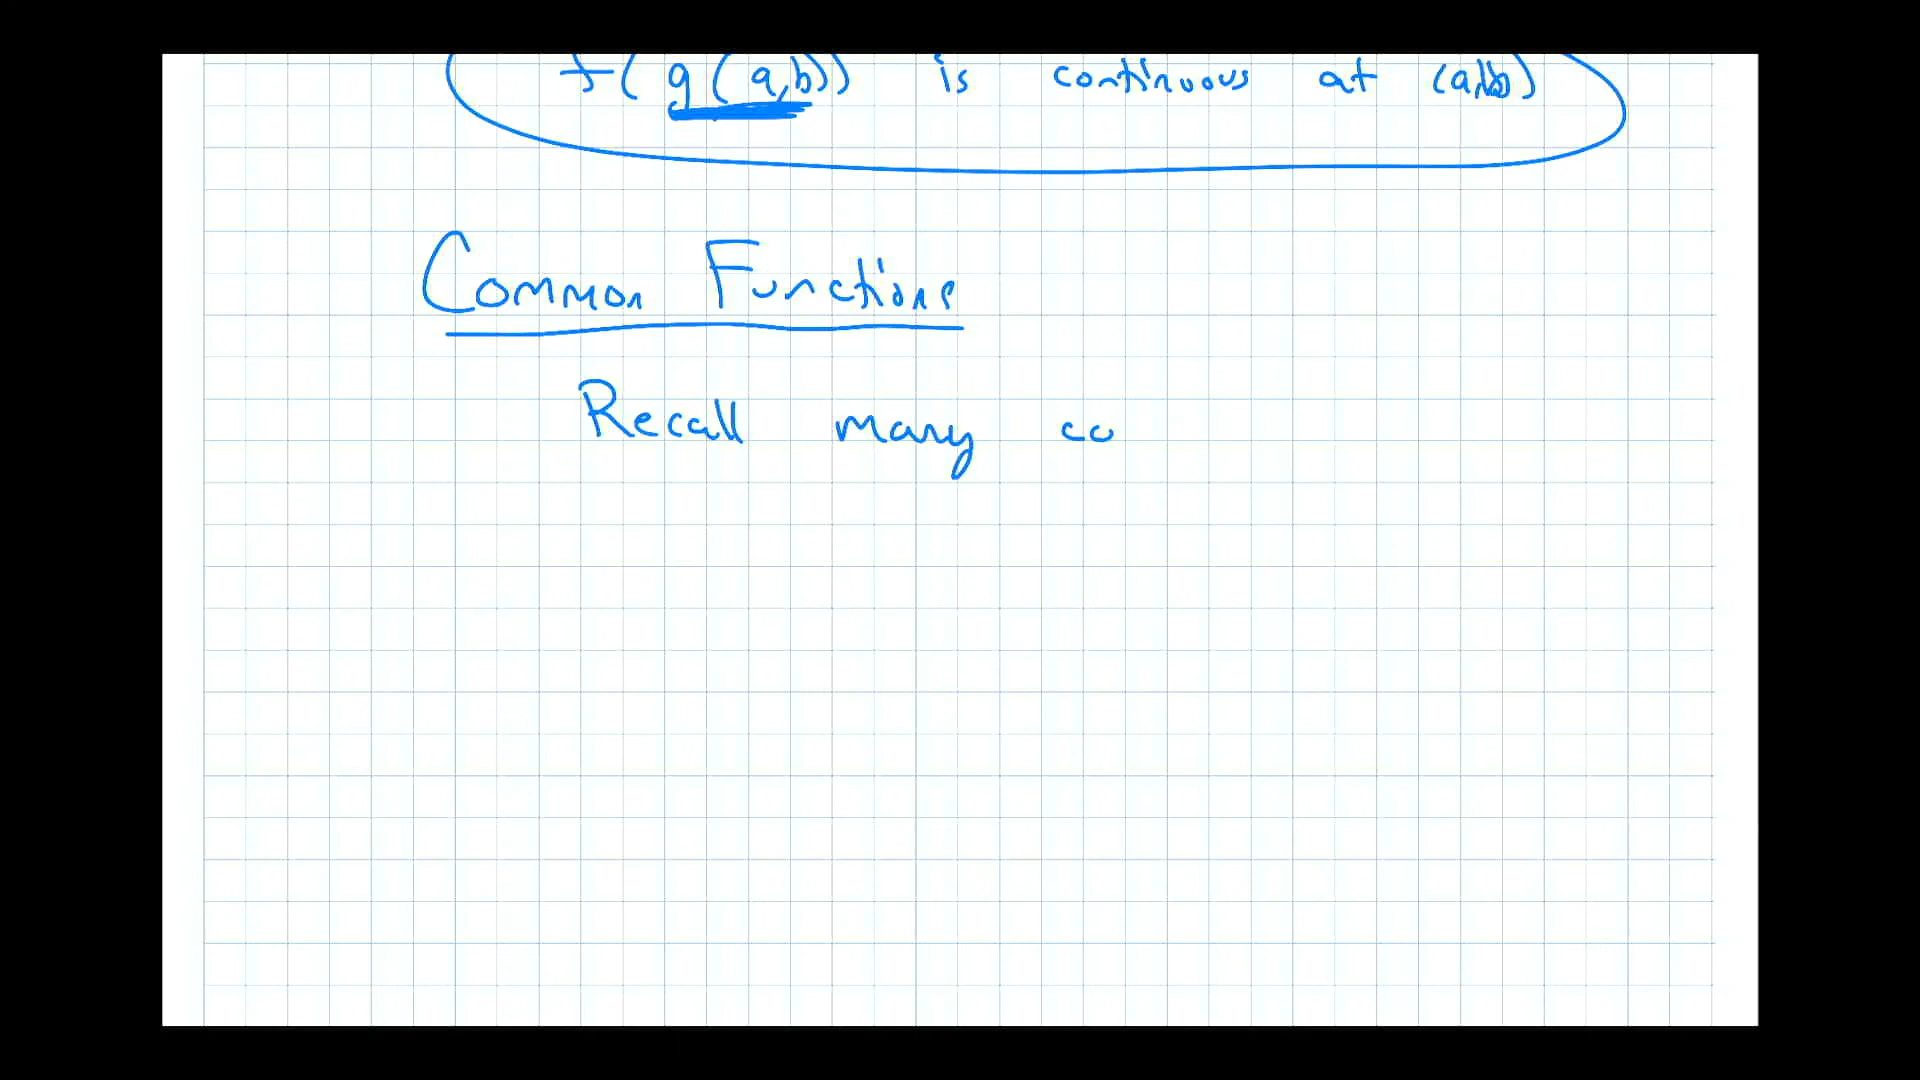 f(g(a,b)) is continuous at (a,b)
Common Functions
Recall many co